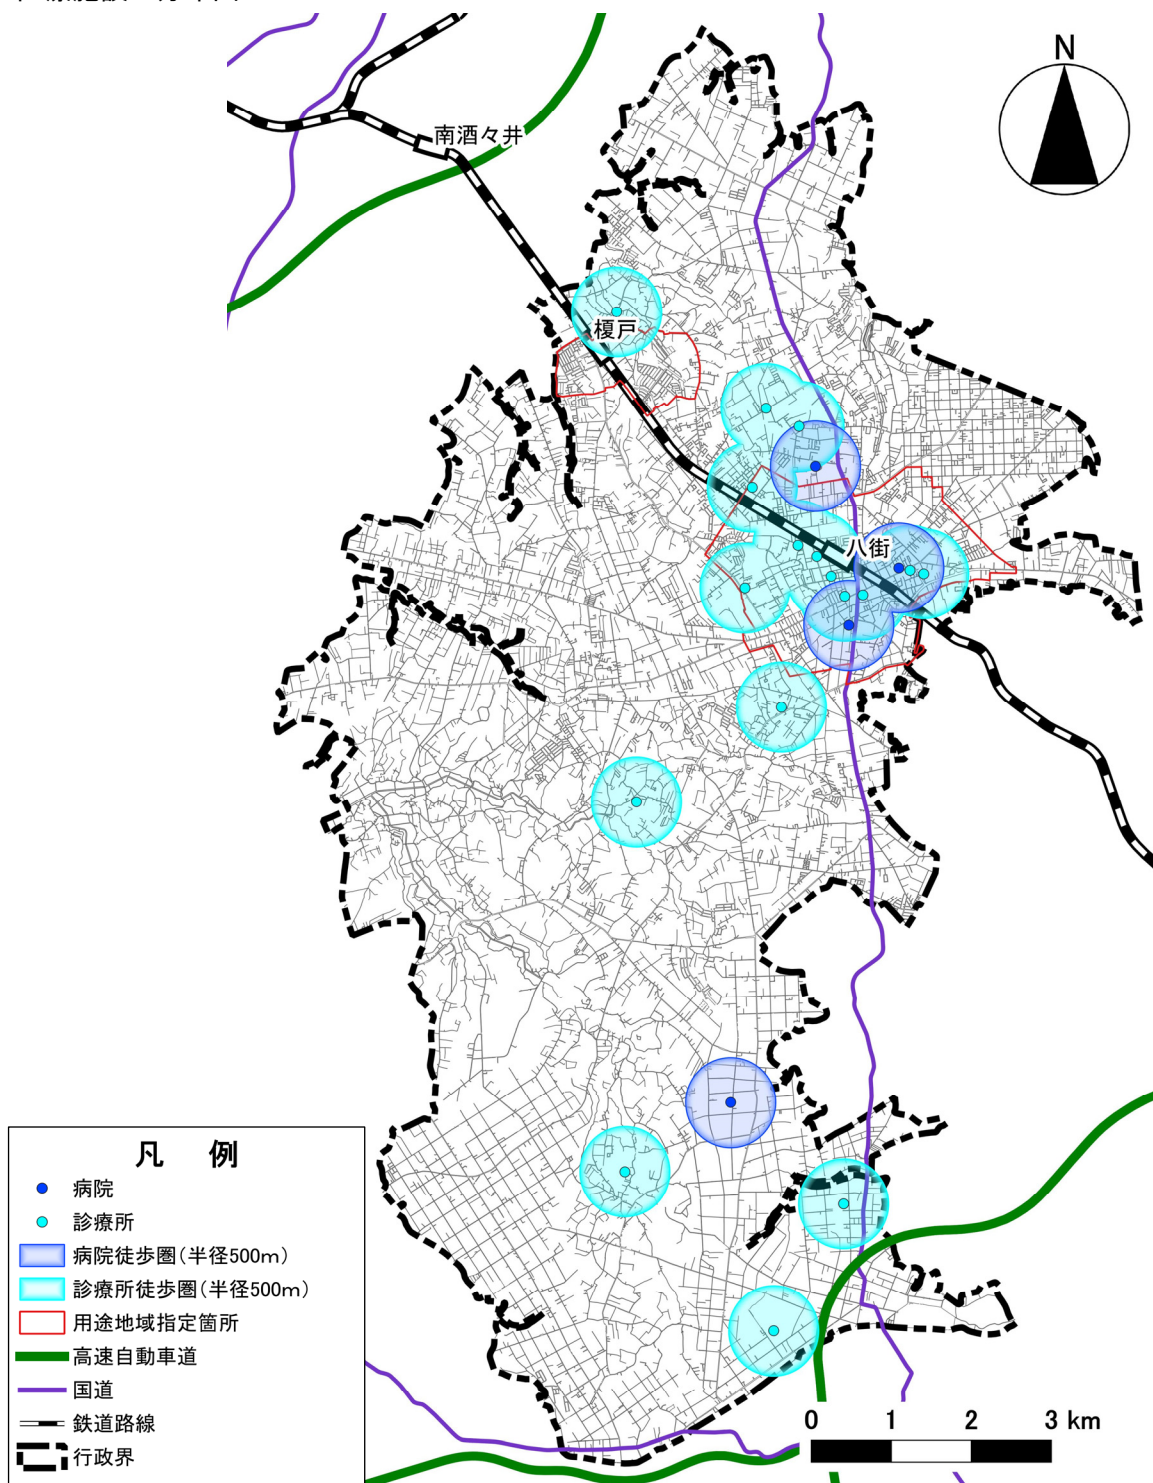 N
南酒々井
榎戸
八街
凡 例
病院
診療所
病院徒歩圏(半径500m)
診療所徒歩圏(半径500m)
用途地域指定箇所
高速自動車道
国道
鉄道路線
行政界
0 1 2 3 km